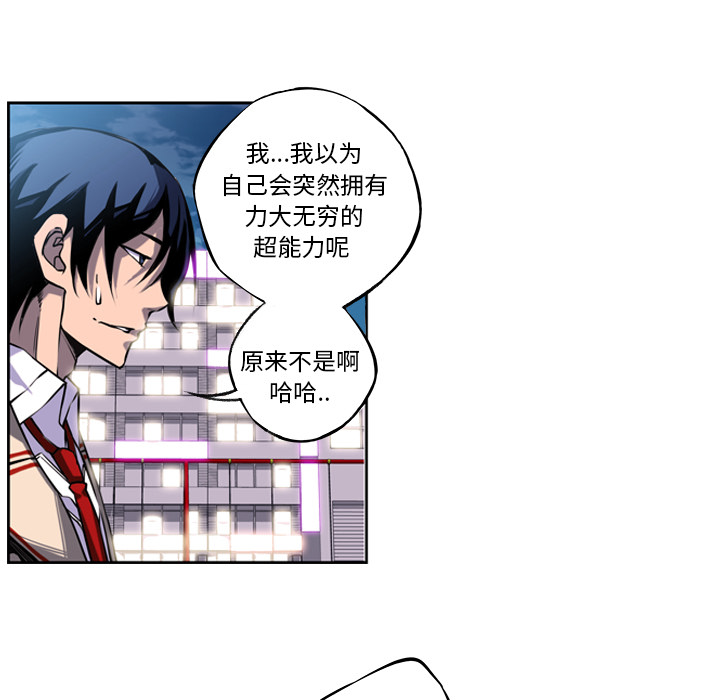 我...我以为
自己会突然拥有
力大无穷的
超能力呢
原来不是啊
哈哈..